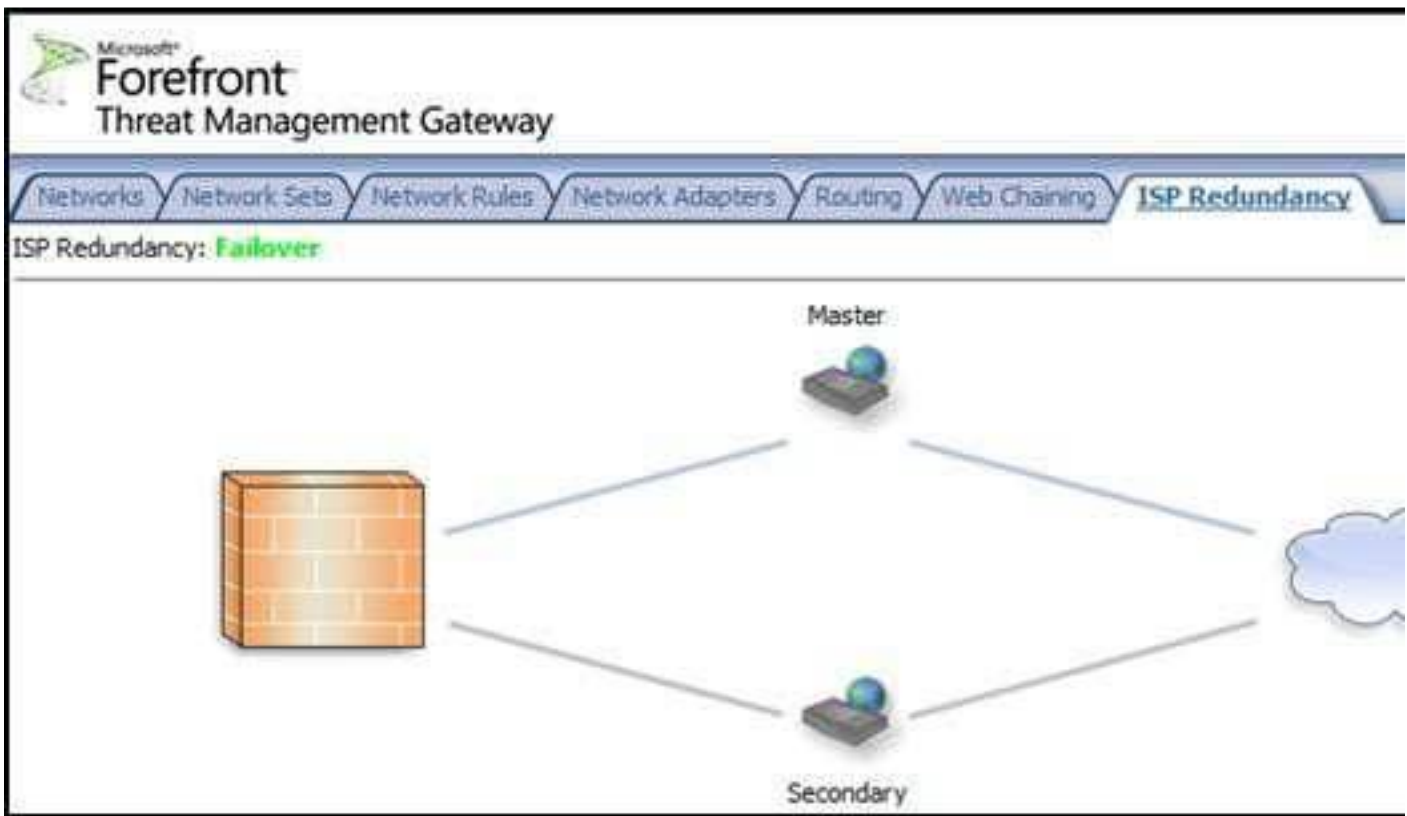 Microsoft®
Forefront™
Threat Management Gateway
Networks Network Sets Network Rules Network Adapters Routing Web Chaining ISP Redundancy
ISP Redundancy: Failover
Master
Secondary